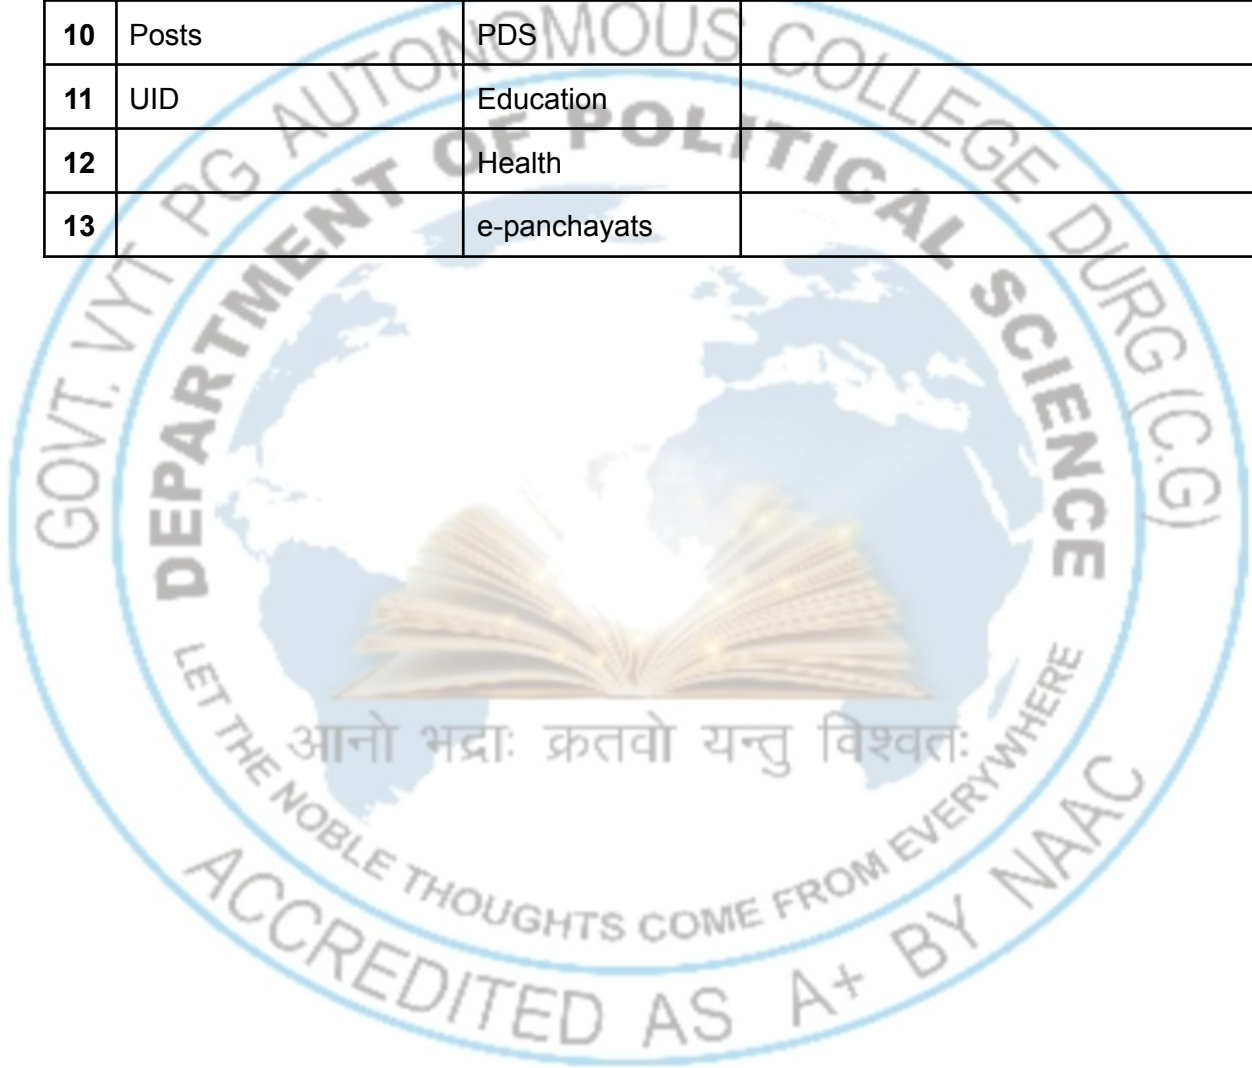 10 Posts PDS
11 UID Education
12 Health
13 e-panchayats
GOVT. VYT PG AUTONOMOUS COLLEGE DURG (C.G)
DEPARTMENT OF POLITICAL SCIENCE
आनो भद्राः क्रतवो यन्तु विश्वतः
LET THE NOBLE THOUGHTS COME FROM EVERYWHERE
ACCREDITED AS A+ BY NAAC